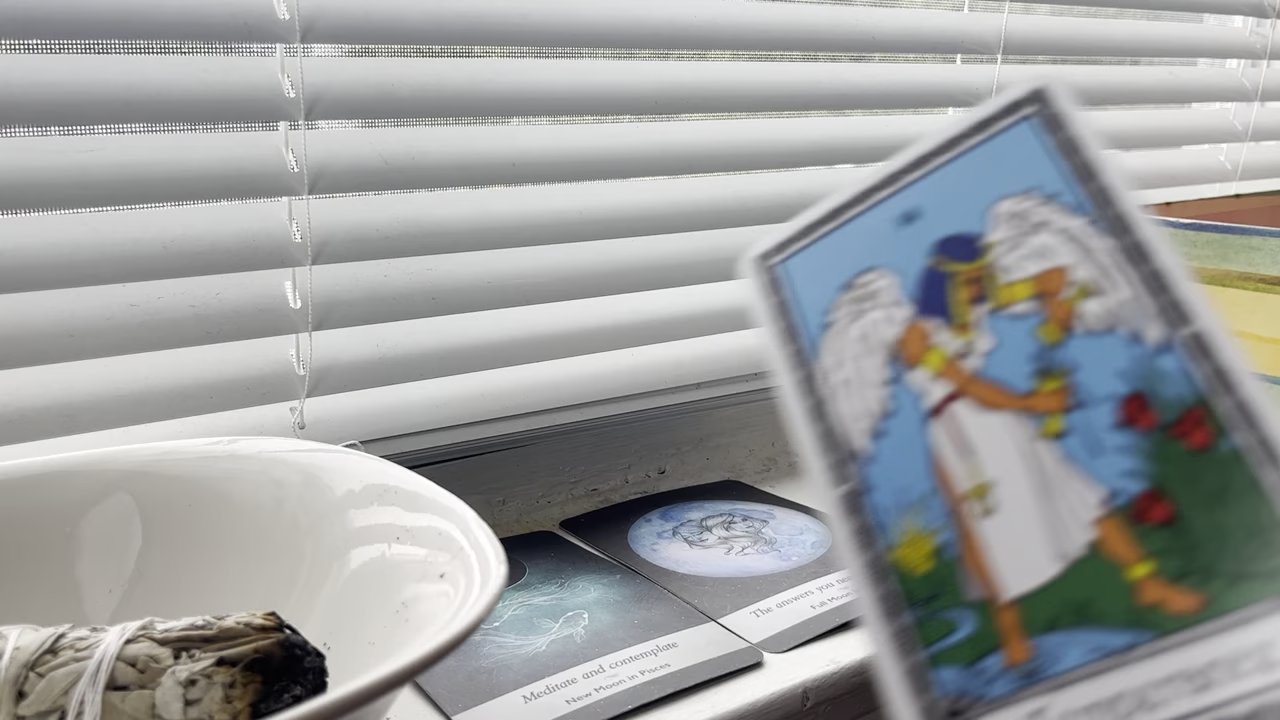 Meditate and contemplate
New Moon in Pisces
The answers you
Full Moon